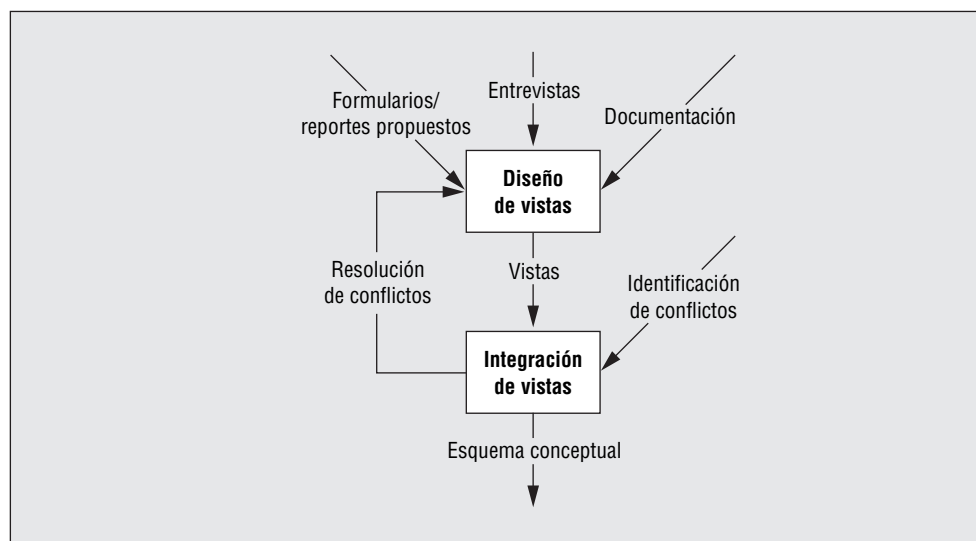 Entrevistas
Formularios/
reportes propuestos
Documentación
Diseño
de vistas
Resolución
de conflictos
Vistas
Identificación
de conflictos
Integración
de vistas
Esquema conceptual